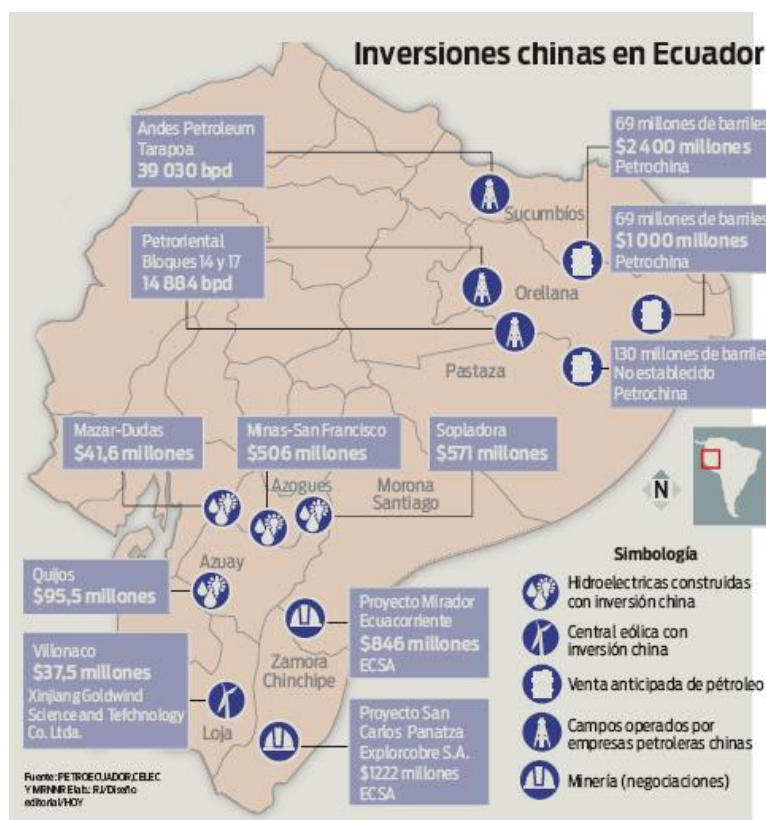 Inversiones chinas en Ecuador
Andes Petroleum
Tarapoa
39 030 bpd
69 millones de barriles
$2 400 millones
Petrochina
Sucumbíos
Petroriental
Bloques 14 y 17
14 884 bpd
69 millones de barriles
$1 000 millones
Petrochina
Orellana
Pastaza
130 millones de barriles
No establecido
Petrochina
Mazar-Dudas
$41,6 millones
Minas-San Francisco
$506 millones
Sopladora
$571 millones
Azogues
Morona
Santiago
N
Azuay
Quijos
$95,5 millones
Villonaco
$37,5 millones
Xinjiang Goldwind
Science and Tefchnology
Co. Ltda.
Loja
Zamora
Chinchipe
Proyecto Mirador
Ecuacorriente
$846 millones
ECSA
Proyecto San
Carlos Panatza
Explorcobre S.A.
$1222 millones
ECSA
Simbología
Hidroelectricas construidas
con inversión china
Central eólica con
inversión china
Venta anticipada de pétroleo
Campos operados por
empresas petroleras chinas
Minería (negociaciones)
Fuente: PETROECUADOR,CELEC
Y MRNNR Elab.: RJ/Diseño
editorial/HOY